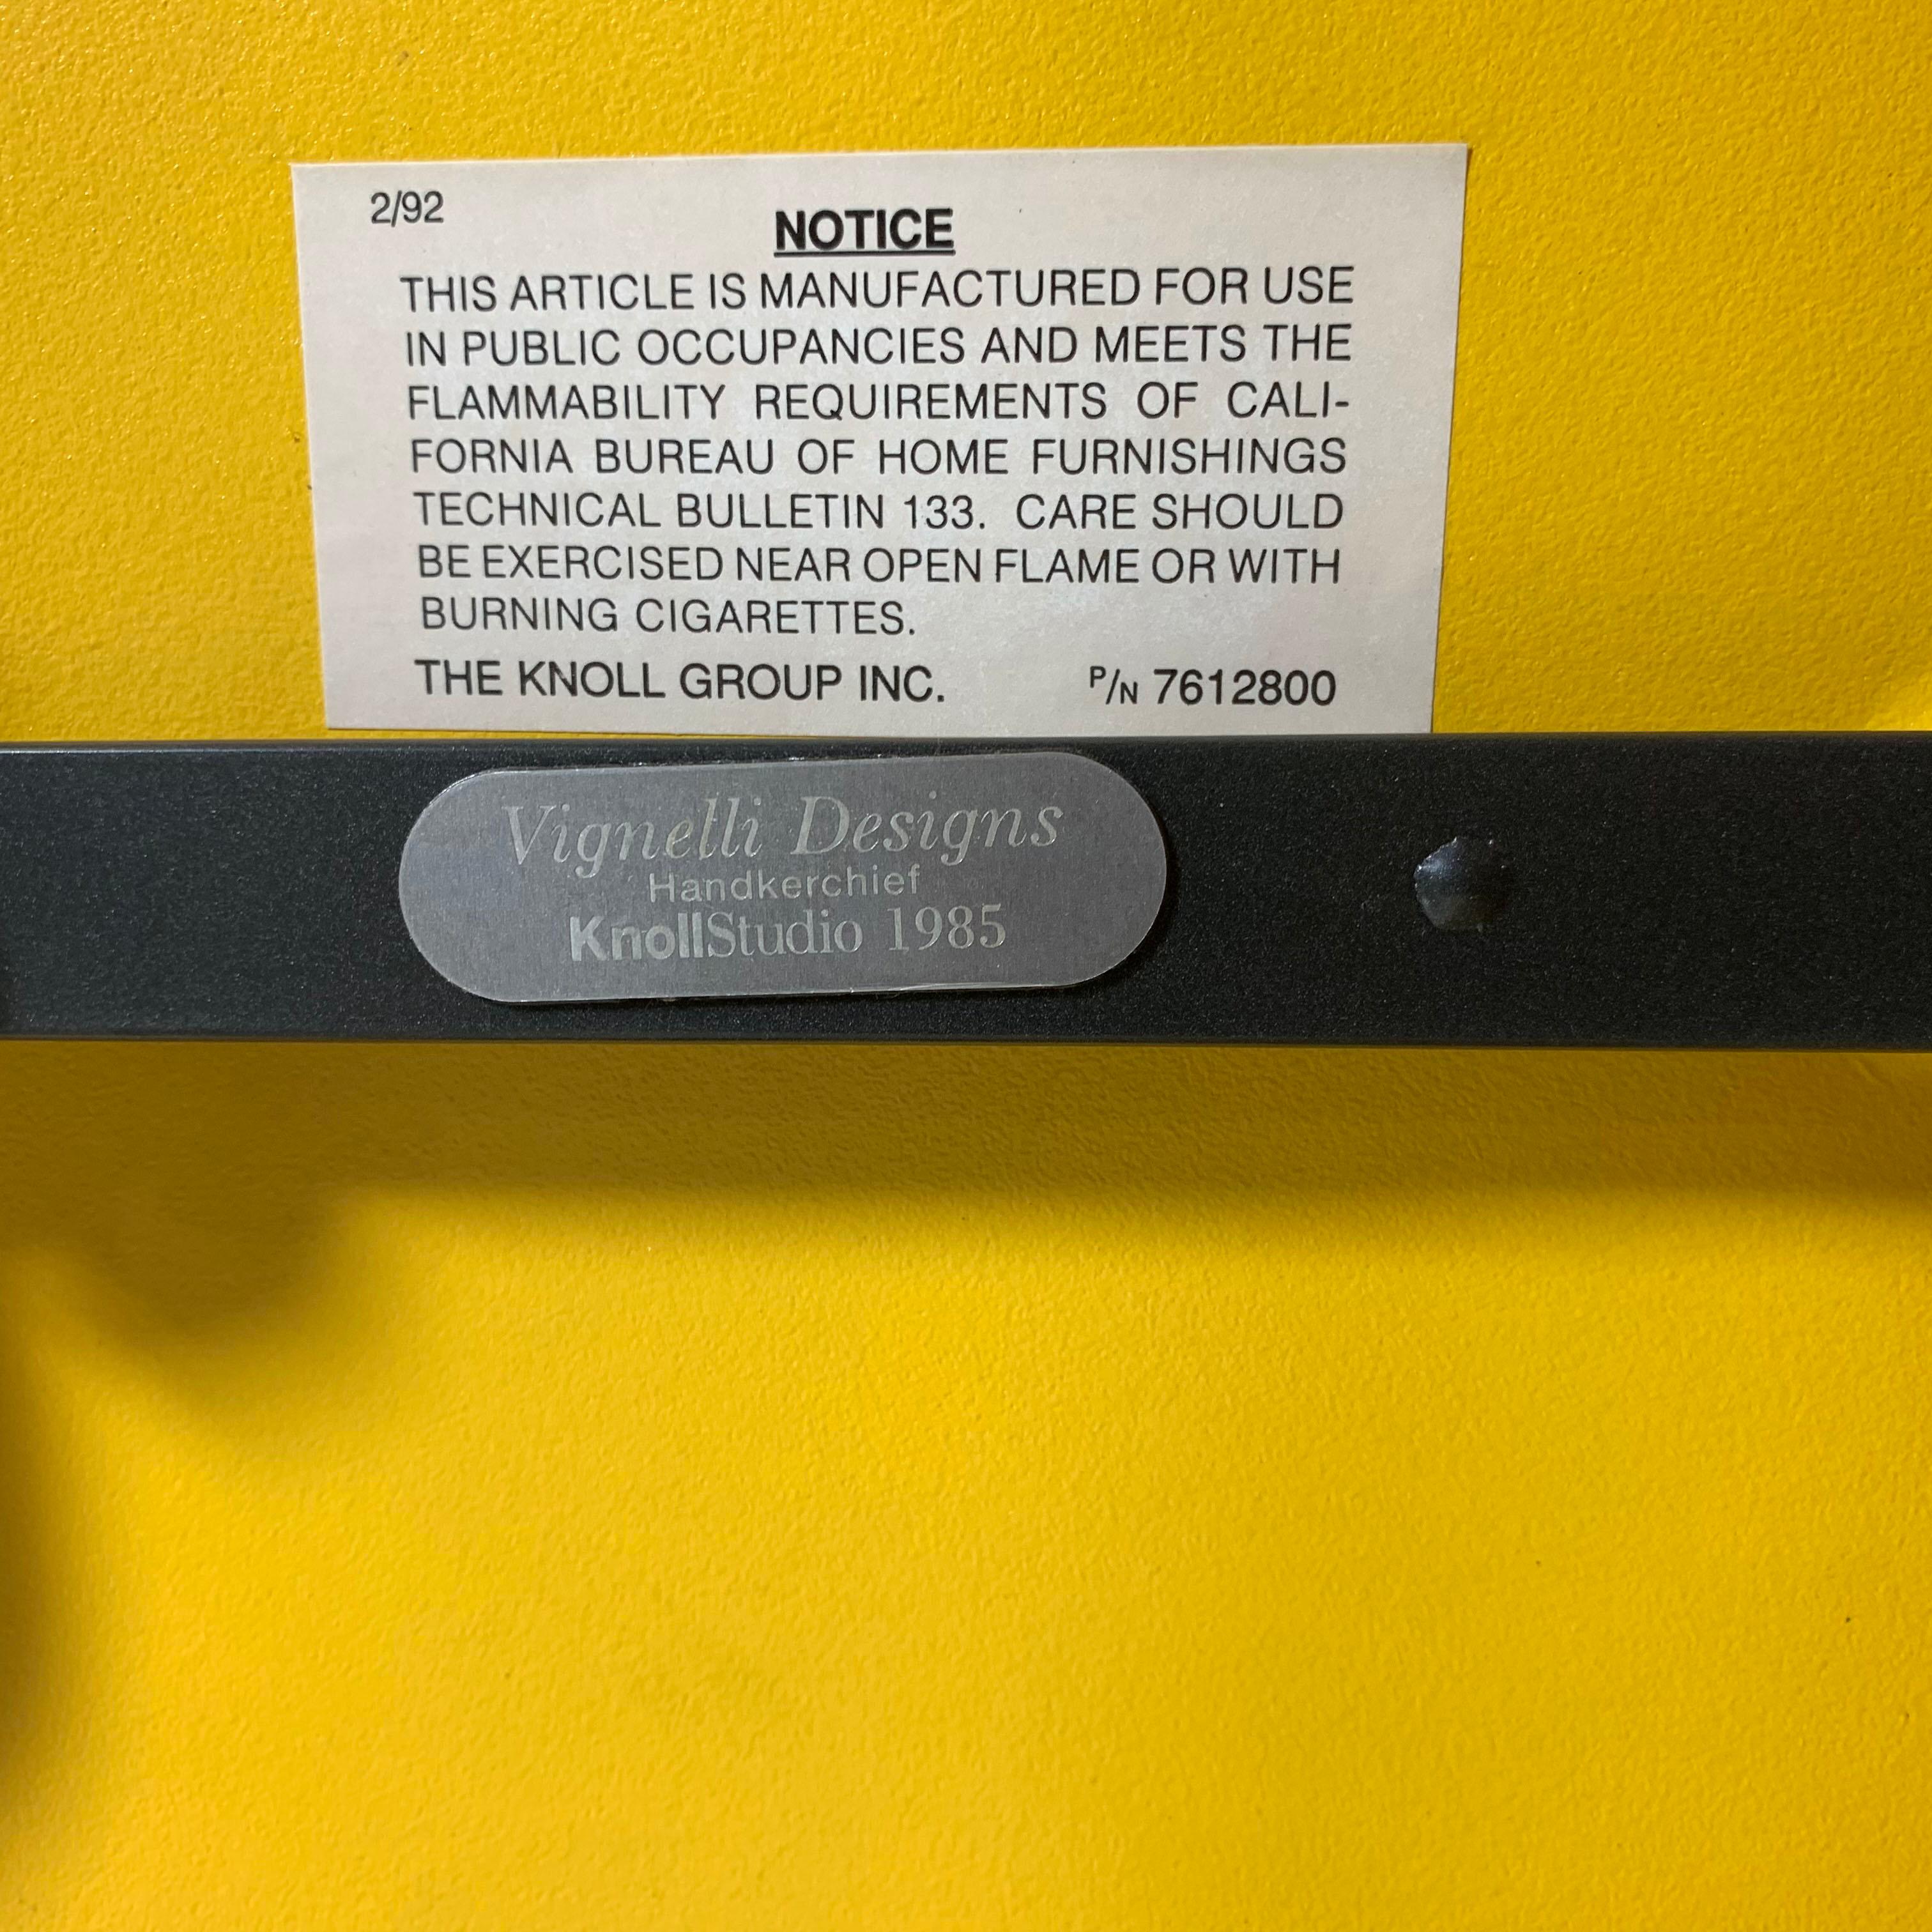 2/92
NOTICE
THIS ARTICLE IS MANUFACTURED FOR USE
IN PUBLIC OCCUPANCIES AND MEETS THE
FLAMMABILITY REQUIREMENTS OF CALI-
FORNIA BUREAU OF HOME FURNISHINGS
TECHNICAL BULLETIN 133. CARE SHOULD
BE EXERCISED NEAR OPEN FLAME OR WITH
BURNING CIGARETTES.
THE KNOLL GROUP INC. P/N 7612800
Vignelli Designs
Handkerchief
KnollStudio 1985